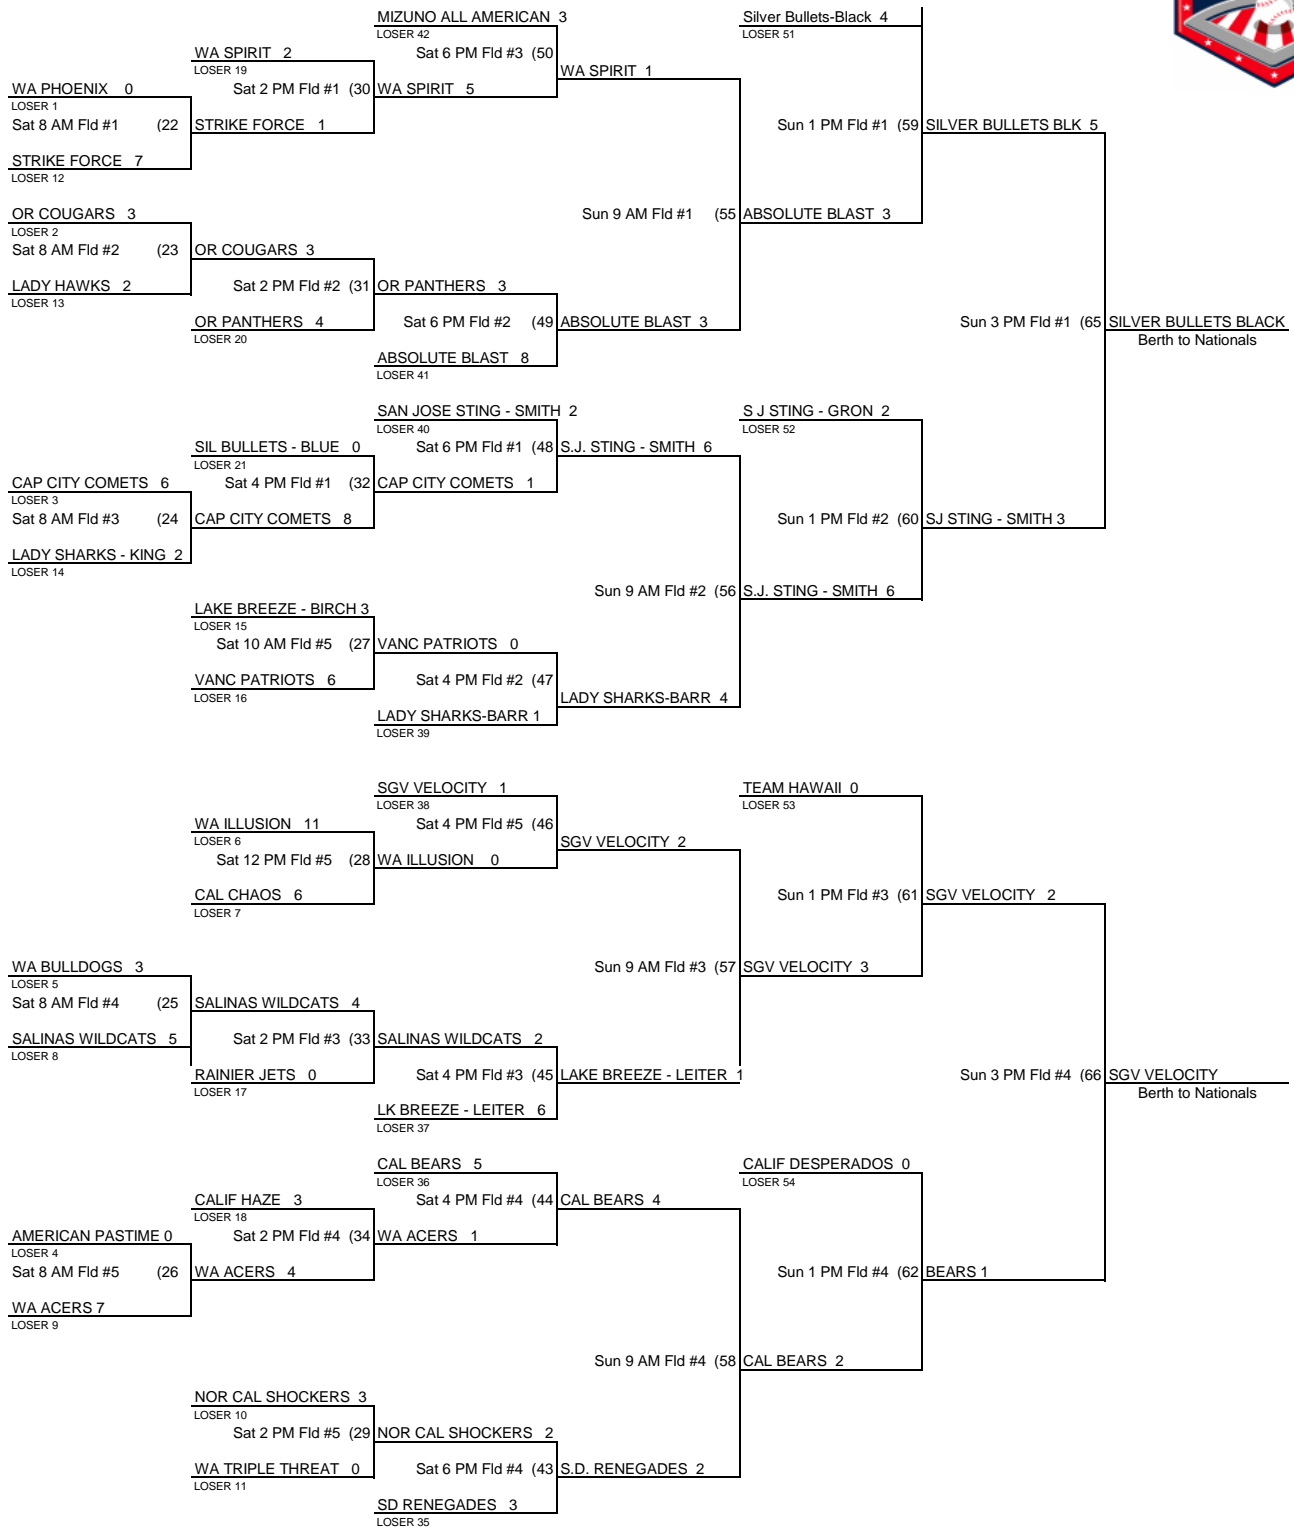 MIZUNO ALL AMERICAN 3
Silver Bullets-Black 4
LOSER 42
LOSER 51
WA SPIRIT 2
Sat 6 PM Fld #3 (50
LOSER 19
WA SPIRIT 1
WA PHOENIX 0
Sat 2 PM Fld #1 (30
WA SPIRIT 5
LOSER 1
Sat 8 AM Fld #1 (22
STRIKE FORCE 1
Sun 1 PM Fld #1 (59
SILVER BULLETS BLK 5
STRIKE FORCE 7
LOSER 12
OR COUGARS 3
Sun 9 AM Fld #1 (55
ABSOLUTE BLAST 3
LOSER 2
Sat 8 AM Fld #2 (23
OR COUGARS 3
LADY HAWKS 2
Sat 2 PM Fld #2 (31
OR PANTHERS 3
LOSER 13
OR PANTHERS 4
Sat 6 PM Fld #2 (49
ABSOLUTE BLAST 3
Sun 3 PM Fld #1 (65
SILVER BULLETS BLACK
LOSER 20
Berth to Nationals
ABSOLUTE BLAST 8
LOSER 41
SAN JOSE STING - SMITH 2
S J STING - GRON 2
LOSER 40
LOSER 52
SIL BULLETS - BLUE 0
Sat 6 PM Fld #1 (48
S.J. STING - SMITH 6
LOSER 21
CAP CITY COMETS 6
Sat 4 PM Fld #1 (32
CAP CITY COMETS 1
LOSER 3
Sat 8 AM Fld #3 (24
CAP CITY COMETS 8
Sun 1 PM Fld #2 (60
SJ STING - SMITH 3
LADY SHARKS - KING 2
LOSER 14
Sun 9 AM Fld #2 (56
S.J. STING - SMITH 6
LAKE BREEZE - BIRCH 3
LOSER 15
Sat 10 AM Fld #5 (27
VANC PATRIOTS 0
VANC PATRIOTS 6
Sat 4 PM Fld #2 (47
LOSER 16
LADY SHARKS-BARR 4
LADY SHARKS-BARR 1
LOSER 39
SGV VELOCITY 1
TEAM HAWAII 0
LOSER 38
LOSER 53
WA ILLUSION 11
Sat 4 PM Fld #5 (46
LOSER 6
SGV VELOCITY 2
Sat 12 PM Fld #5 (28
WA ILLUSION 0
CAL CHAOS 6
Sun 1 PM Fld #3 (61
SGV VELOCITY 2
LOSER 7
WA BULLDOGS 3
Sun 9 AM Fld #3 (57
SGV VELOCITY 3
LOSER 5
Sat 8 AM Fld #4 (25
SALINAS WILDCATS 4
SALINAS WILDCATS 5
Sat 2 PM Fld #3 (33
SALINAS WILDCATS 2
LOSER 8
RAINIER JETS 0
Sat 4 PM Fld #3 (45
LAKE BREEZE - LEITER 1
Sun 3 PM Fld #4 (66
SGV VELOCITY
LOSER 17
Berth to Nationals
LK BREEZE - LEITER 6
LOSER 37
CAL BEARS 5
CALIF DESPERADOS 0
LOSER 36
LOSER 54
CALIF HAZE 3
Sat 4 PM Fld #4 (44
CAL BEARS 4
LOSER 18
AMERICAN PASTIME 0
Sat 2 PM Fld #4 (34
WA ACERS 1
LOSER 4
Sat 8 AM Fld #5 (26
WA ACERS 4
Sun 1 PM Fld #4 (62
BEARS 1
WA ACERS 7
LOSER 9
Sun 9 AM Fld #4 (58
CAL BEARS 2
NOR CAL SHOCKERS 3
LOSER 10
Sat 2 PM Fld #5 (29
NOR CAL SHOCKERS 2
WA TRIPLE THREAT 0
Sat 6 PM Fld #4 (43
S.D. RENEGADES 2
LOSER 11
SD RENEGADES 3
LOSER 35